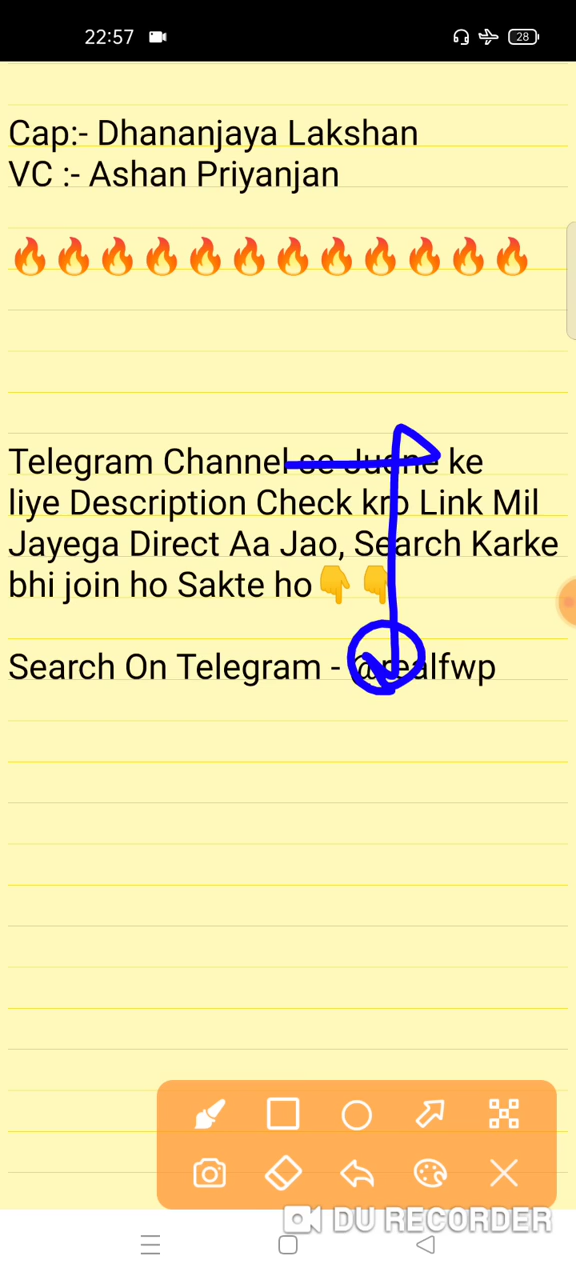 22:57
28
Cap:- Dhananjaya Lakshan
VC :- Ashan Priyanjan
🔥🔥🔥🔥🔥🔥🔥🔥🔥🔥🔥🔥
Telegram Channel se Judne ke
liye Description Check kro Link Mil
Jayega Direct Aa Jao, Search Karke
bhi join ho Sakte ho👇👇
Search On Telegram - @realfwp
DU RECORDER